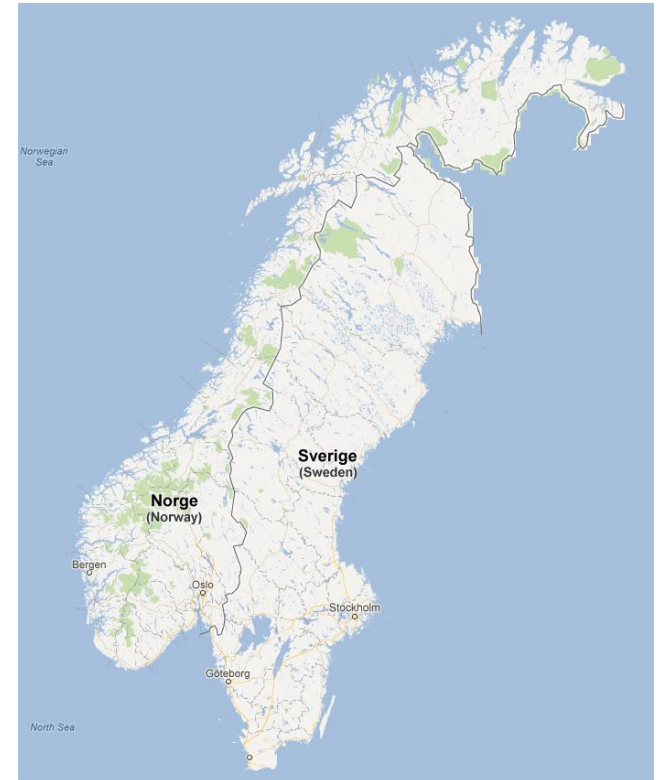 Norwegian
Sea
Sverige
(Sweden)
Norge
(Norway)
Bergen
Oslo
Stockholm
Göteborg
North Sea